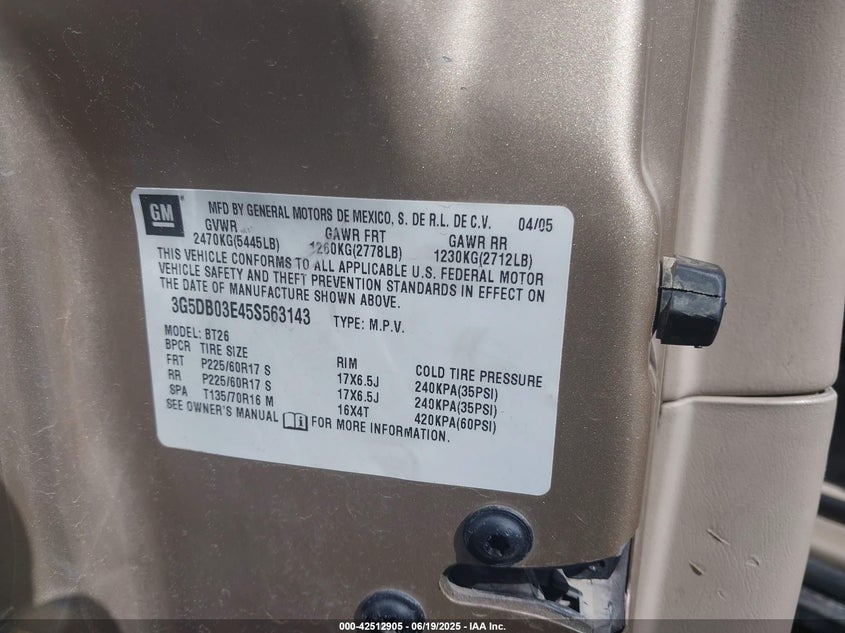 GM
MFD BY GENERAL MOTORS DE MEXICO, S. DE R.L. DE C.V. 04/05
GVWR GAWR FRT GAWR RR
2470KG(5445LB) 1260KG(2778LB) 1230KG(2712LB)
THIS VEHICLE CONFORMS TO ALL APPLICABLE U.S. FEDERAL MOTOR
VEHICLE SAFETY AND THEFT PREVENTION STANDARDS IN EFFECT ON
THE DATE OF MANUFACTURE SHOWN ABOVE.
3G5DB03E45S563143 TYPE: M.P.V.
MODEL: BT26
BPCR TIRE SIZE RIM COLD TIRE PRESSURE
FRT P225/60R17 S 17X6.5J 240KPA(35PSI)
RR P225/60R17 S 17X6.5J 240KPA(35PSI)
SPA T135/70R16 M 16X4T 420KPA(60PSI)
SEE OWNER'S MANUAL FOR MORE INFORMATION.
000-42512905 - 06/19/2025 - IAA Inc.